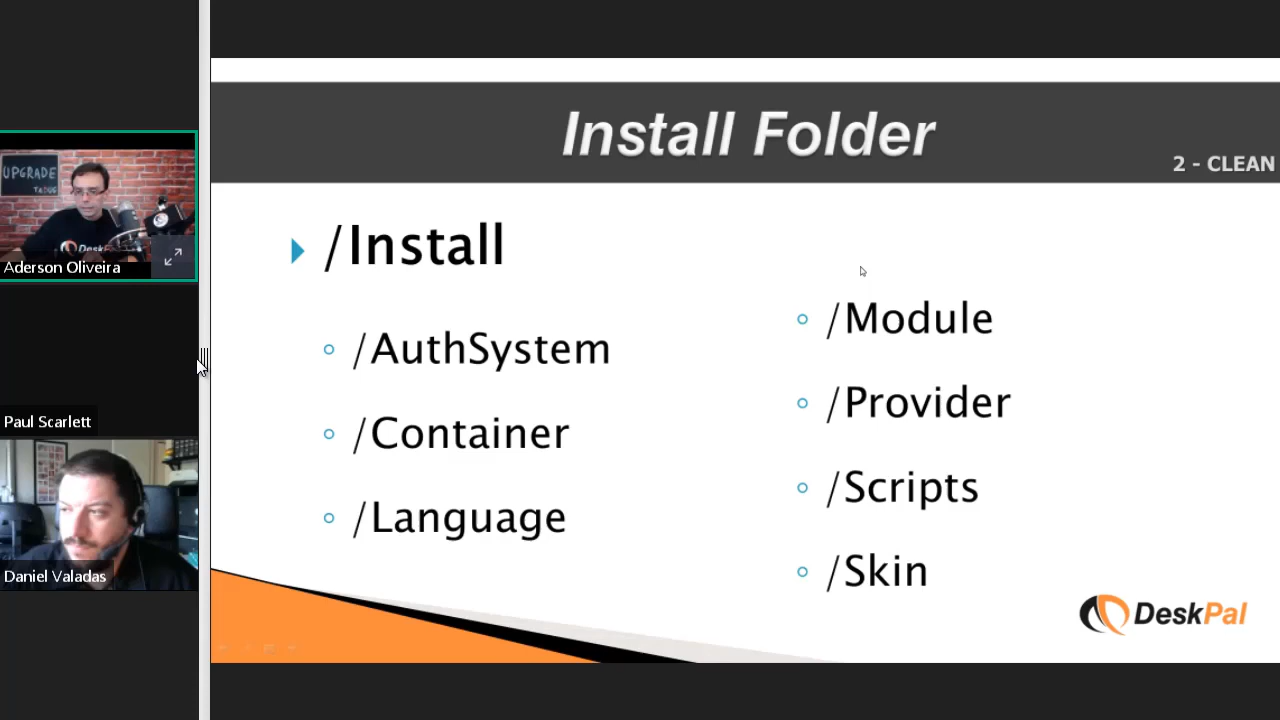 UPGRADE
Aderson Oliveira
Paul Scarlett
Daniel Valadas
Install Folder
2 - CLEAN
/Install
/AuthSystem
/Container
/Language
/Module
/Provider
/Scripts
/Skin
DeskPal